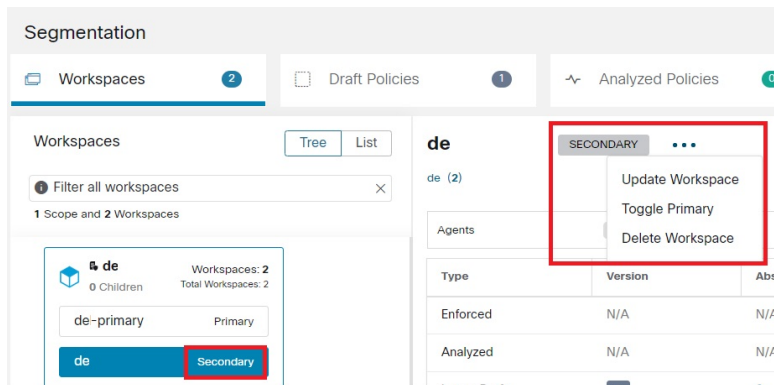 Segmentation
Workspaces 2 Draft Policies 1 Analyzed Policies
Workspaces Tree List
Filter all workspaces
1 Scope and 2 Workspaces
de Workspaces: 2
0 Children Total Workspaces: 2
de-primary Primary
de Secondary
de SECONDARY
de (2)
Update Workspace
Toggle Primary
Delete Workspace
Agents
Type Version
Enforced N/A
Analyzed N/A